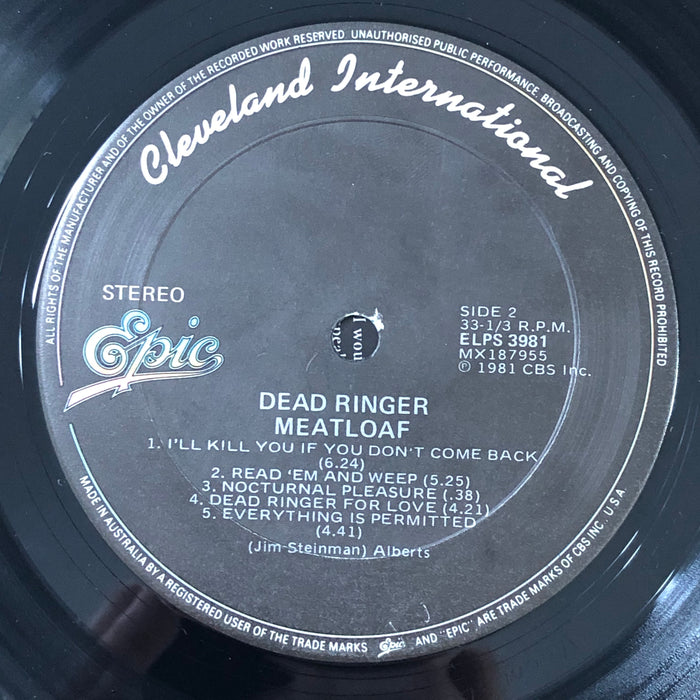 ALL RIGHTS OF THE MANUFACTURER AND OF THE OWNER OF THE RECORDED WORK RESERVED UNAUTHORISED PUBLIC PERFORMANCE, BROADCASTING AND COPYING OF THIS RECORD PROHIBITED
Cleveland International
STEREO
Epic
SIDE 2
33-1/3 R.P.M.
ELPS 3981
MX187955
℗ 1981 CBS Inc.
DEAD RINGER
MEATLOAF
1. I'LL KILL YOU IF YOU DON'T COME BACK
(6.24)
2. READ 'EM AND WEEP (5.25)
3. NOCTURNAL PLEASURE (.38)
4. DEAD RINGER FOR LOVE (4.21)
5. EVERYTHING IS PERMITTED
(4.41)
(Jim Steinman) Alberts
MADE IN AUSTRALIA BY A REGISTERED USER OF THE TRADE MARKS Epic AND "EPIC" ARE TRADE MARKS OF CBS INC. U.S.A.